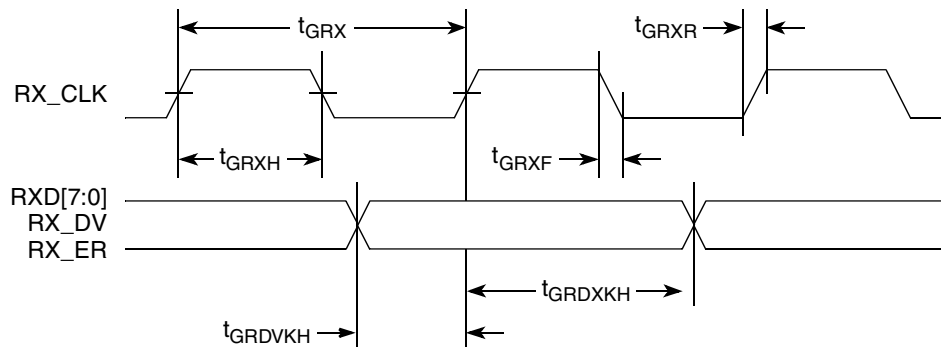 tGRX
tGRXR
RX_CLK
tGRXH
tGRXF
RXD[7:0]
RX_DV
RX_ER
tGRDXKH
tGRDVKH